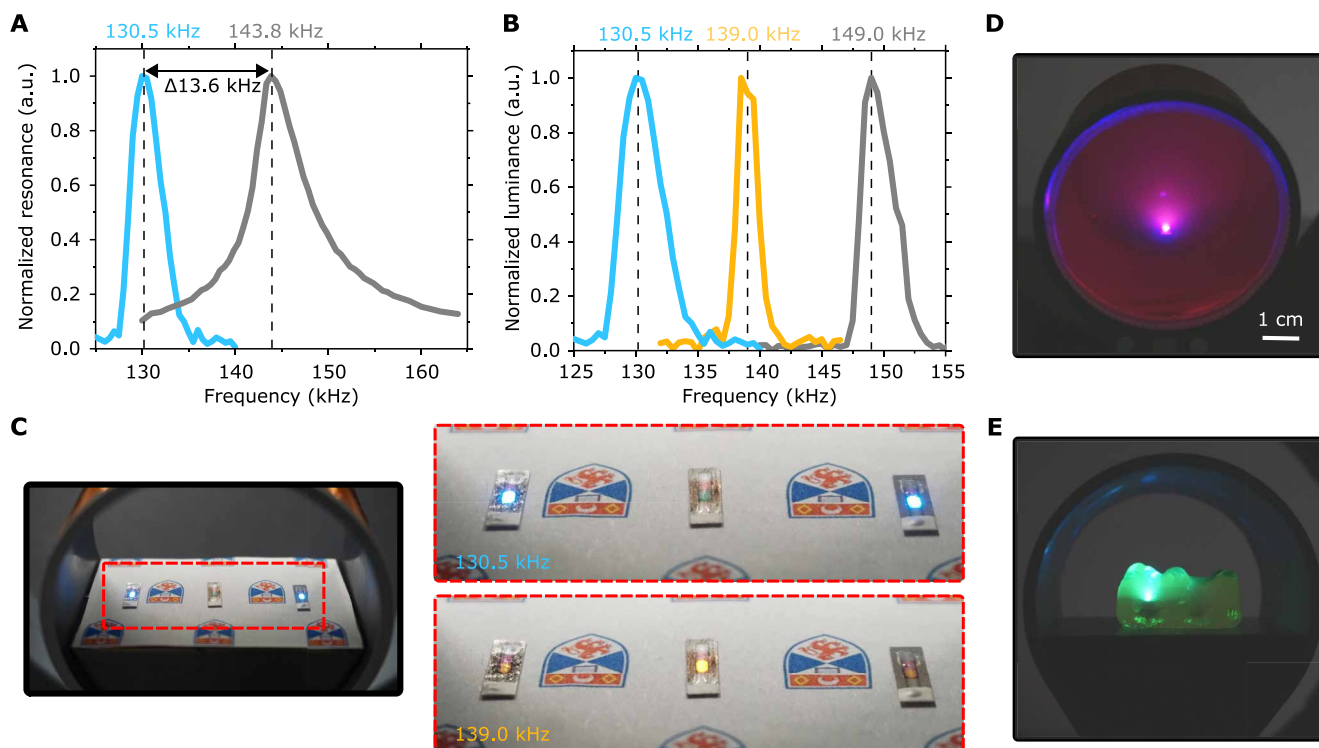 A
130.5 kHz
143.8 kHz
Δ13.6 kHz
Normalized resonance (a.u.)
1.0
0.8
0.6
0.4
0.2
0.0
130
140
150
160
Frequency (kHz)
B
130.5 kHz
139.0 kHz
149.0 kHz
Normalized luminance (a.u.)
1.0
0.8
0.6
0.4
0.2
0.0
125
130
135
140
145
150
155
Frequency (kHz)
D
1 cm
C
130.5 kHz
139.0 kHz
E